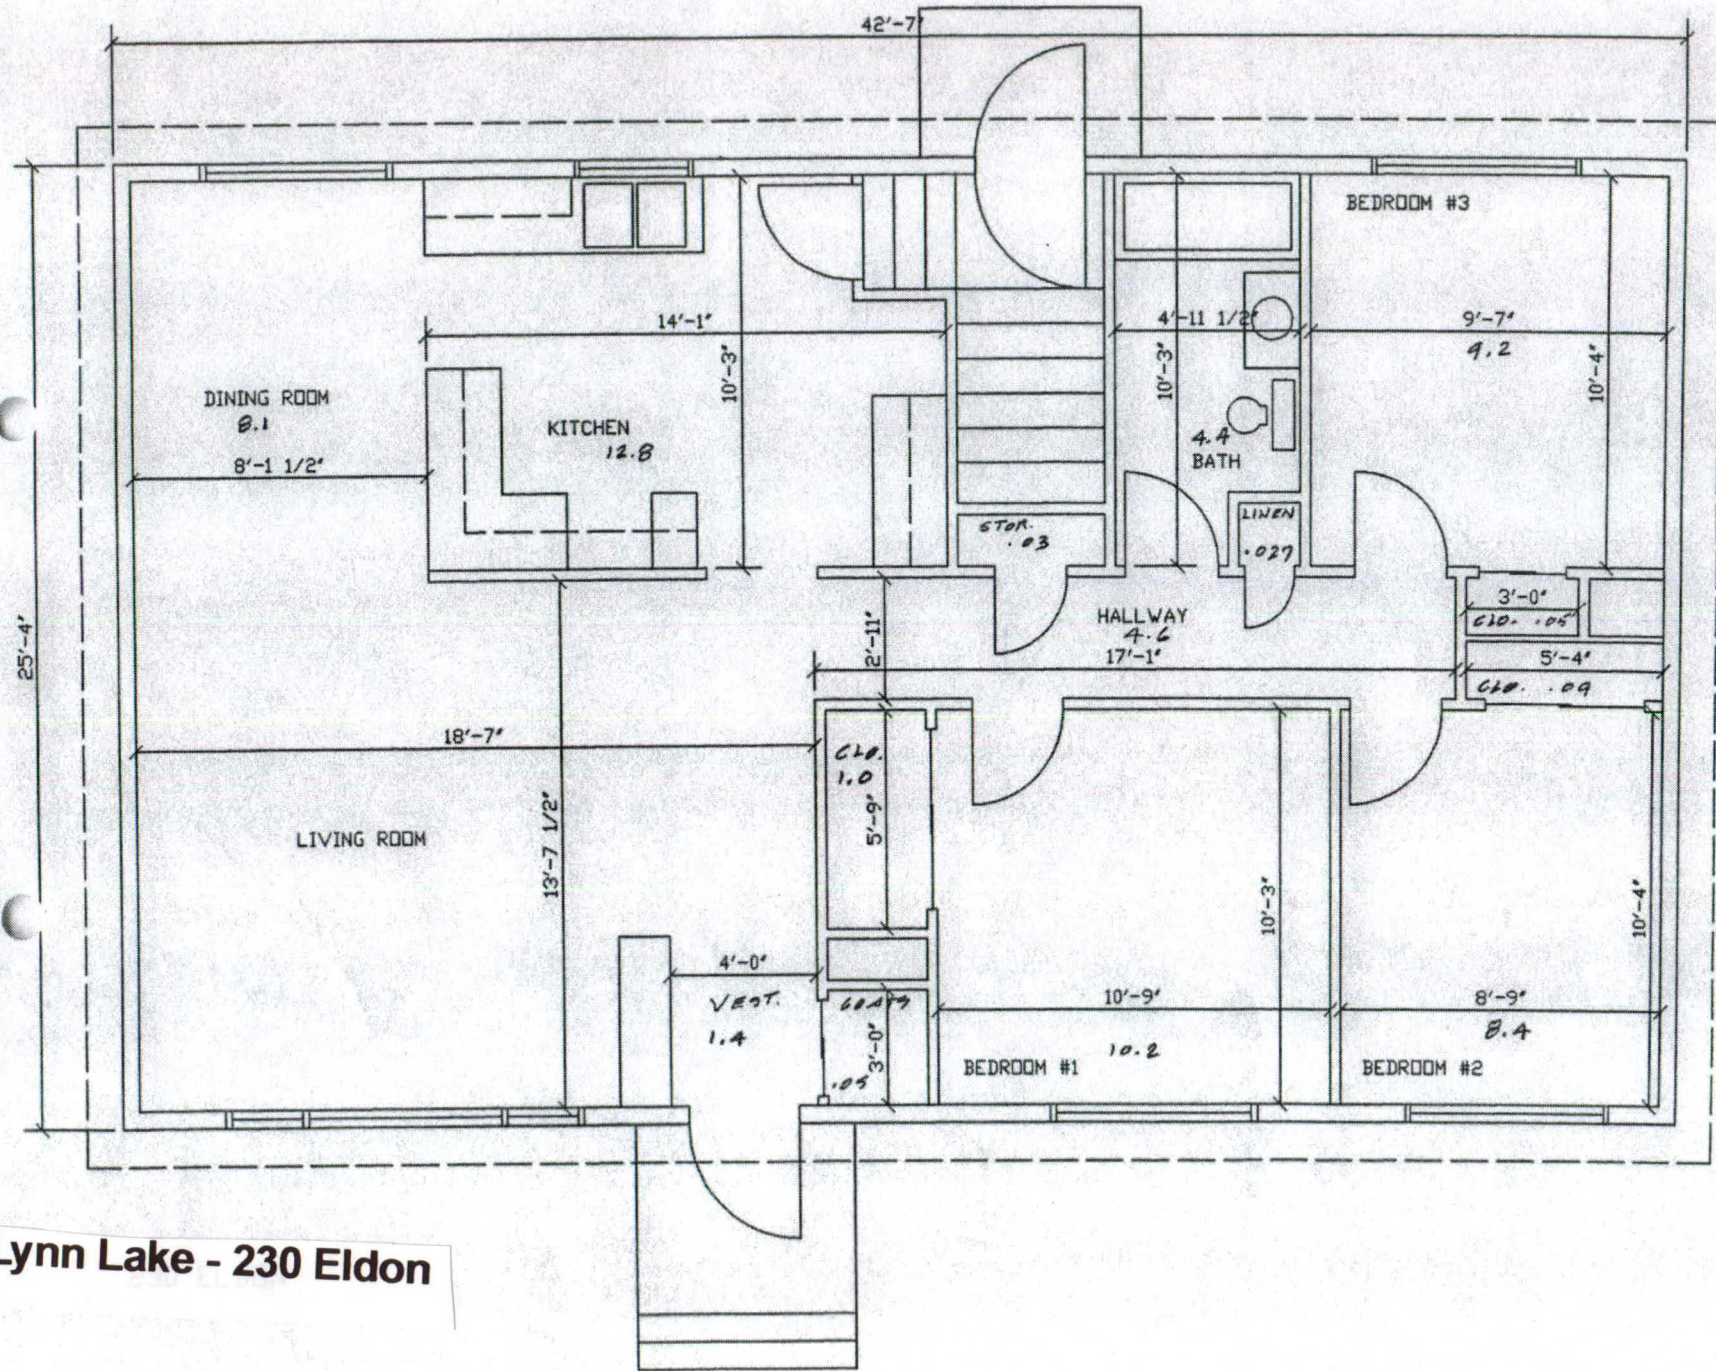 42'-7"
BEDROOM #3
14'-1"
4'-11 1/2"
9'-7"
9.2
10'-3"
10'-3"
10'-4"
DINING ROOM
8.1
8'-1 1/2"
KITCHEN
12.8
4.4
BATH
STOR.
.03
LINEN
.027
25'-4"
2'-11"
HALLWAY
4.6
17'-1"
3'-0"
CLO. .05
5'-4"
CLO. .09
18'-7"
CLO.
1.0
5'-9"
LIVING ROOM
13'-7 1/2"
10'-3"
10'-4"
4'-0"
VEST.
1.4
COATS
3'-0"
.05
10'-9"
10.2
BEDROOM #1
8'-9"
8.4
BEDROOM #2
Lynn Lake - 230 Eldon